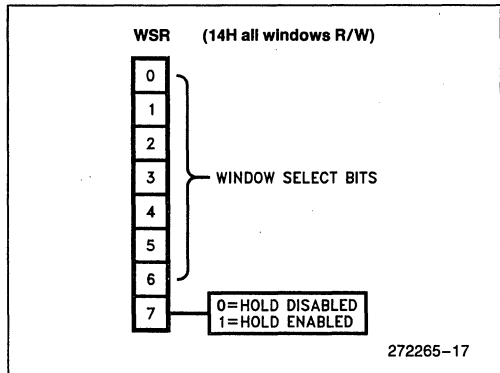 WSR (14H all windows R/W)
0
1
2
3
4
5
6
7
WINDOW SELECT BITS
0=HOLD DISABLED
1=HOLD ENABLED
272265–17